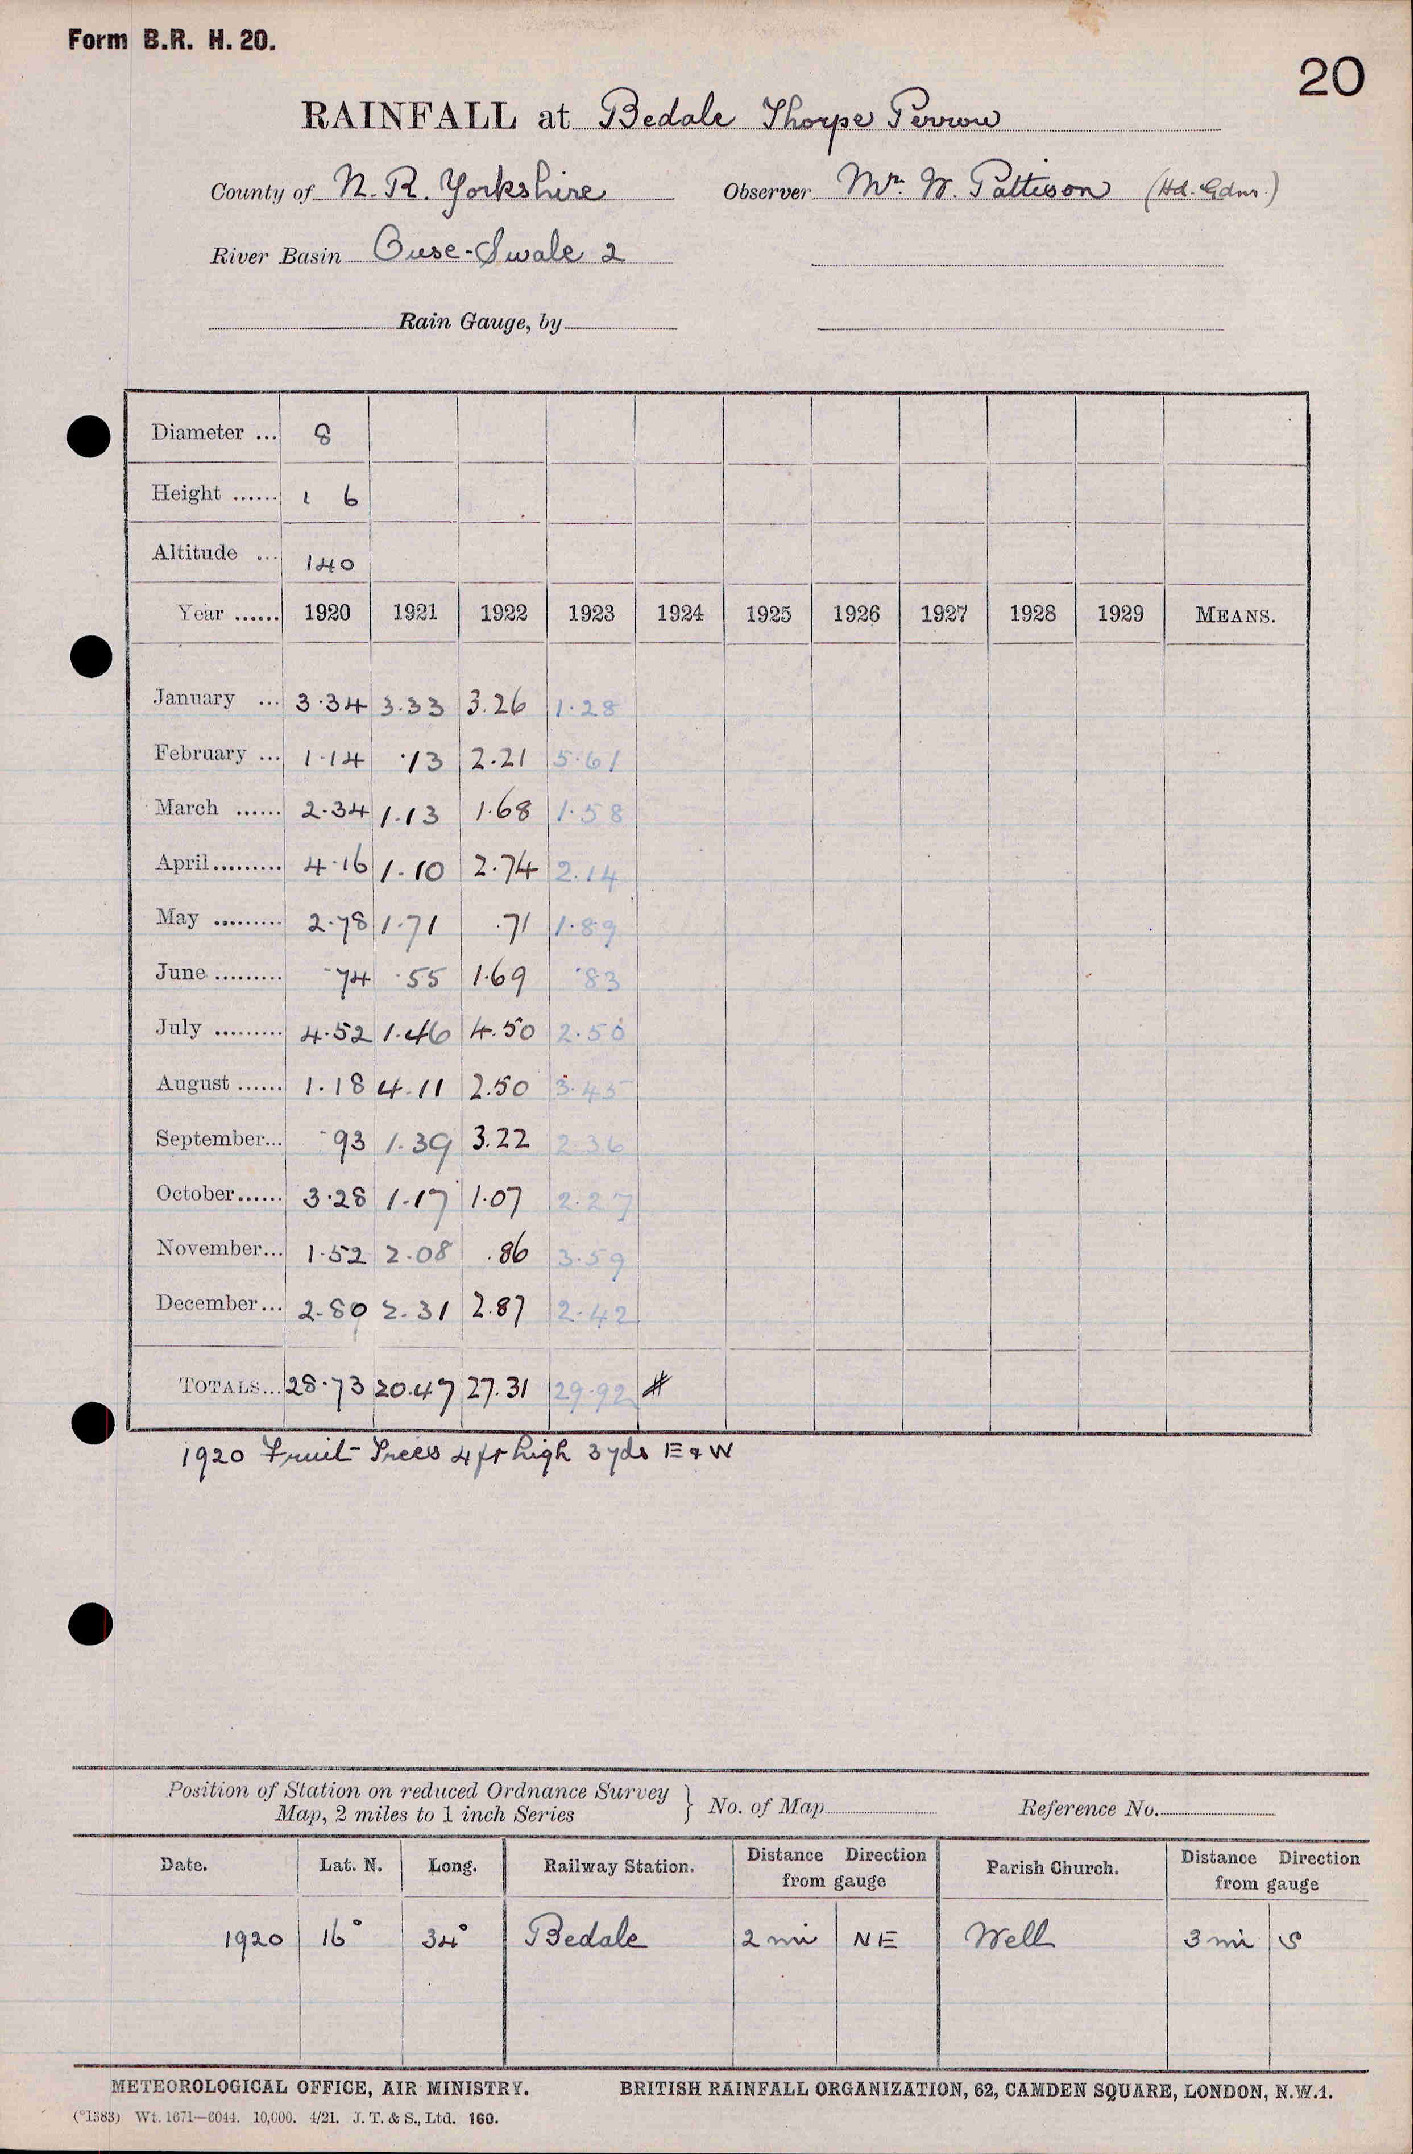 Form B.R. H. 20.
20
RAINFALL at Bedale Thorpe Perrow
County of N. R. Yorkshire Observer Mr. W. Pattison (Hd. Gdnr.)
River Basin Ouse-Swale 2
Rain Gauge, by
Diameter ... 8
Height ...... 1 6
Altitude ... 140
Year ...... 1920 1921 1922 1923 1924 1925 1926 1927 1928 1929 MEANS.
January ... 3.34 3.33 3.26 1.28
February ... 1.14 .13 2.21 5.61
March ...... 2.34 1.13 1.68 1.58
April......... 4.16 1.10 2.74 2.14
May ......... 2.78 1.71 .71 1.89
June ......... .74 .55 1.69 .83
July ......... 4.52 1.46 4.50 2.50
August ...... 1.18 4.11 2.50 3.45
September... .93 1.39 3.22 2.36
October...... 3.28 1.17 1.07 2.27
November... 1.52 2.08 .86 3.59
December... 2.80 2.31 2.87 2.42
TOTALS... 28.73 20.47 27.31 29.92 #
1920 Fruit Trees 4 ft high 3 yds E & W
Position of Station on reduced Ordnance Survey
Map, 2 miles to 1 inch Series } No. of Map Reference No.
Date. Lat. N. Long. Railway Station. Distance Direction from gauge Parish Church. Distance Direction from gauge
1920 16° 34° Bedale 2 mi NE Well 3 mi S
METEOROLOGICAL OFFICE, AIR MINISTRY. BRITISH RAINFALL ORGANIZATION, 62, CAMDEN SQUARE, LONDON, N.W.1.
(*1383) Wt. 1671—6044. 10,000. 4/21. J. T. & S., Ltd. 160.